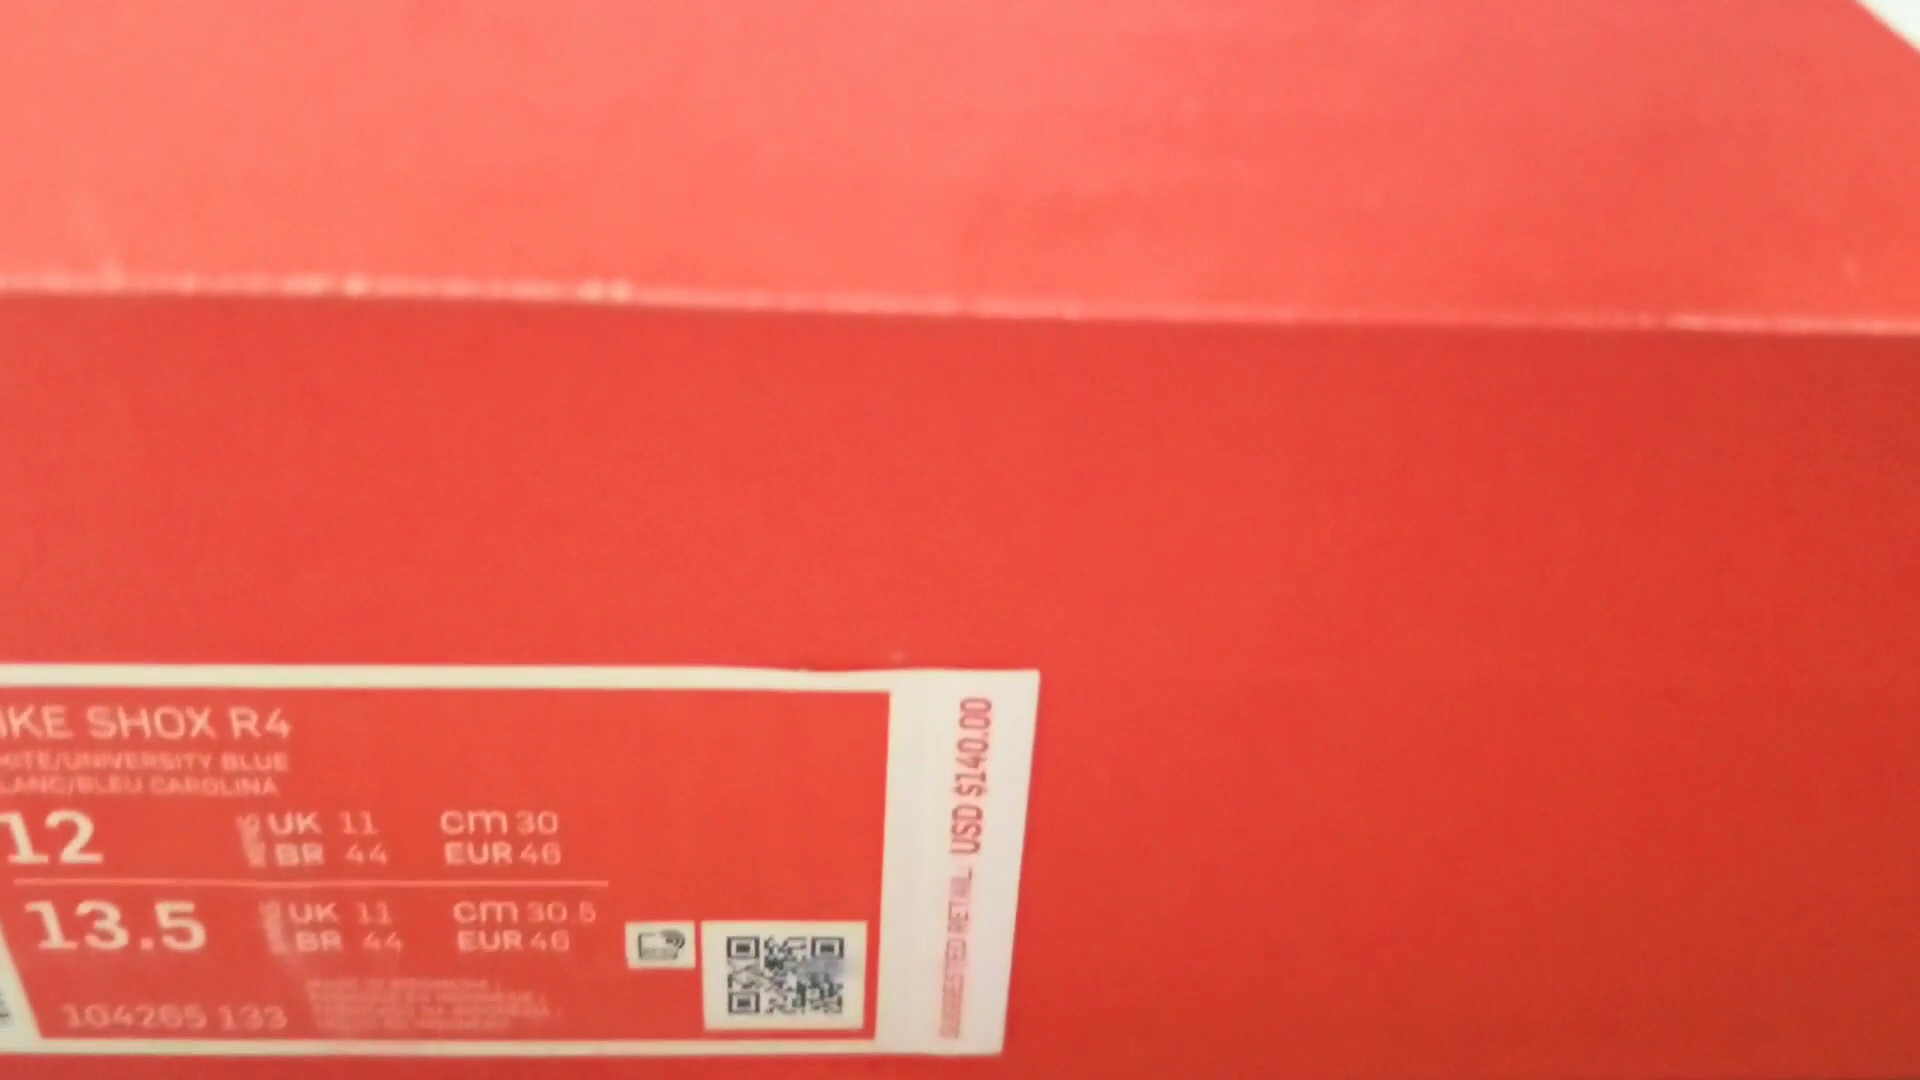 IKE SHOX R4
HITE/UNIVERSITY BLUE
LANC/BLEU CAROLINA
12
UK 11 cm 30
BR 44 EUR 46
13.5
UK 11 cm 30.5
BR 44 EUR 46
104265 133
SUGGESTED RETAIL USD $140.00